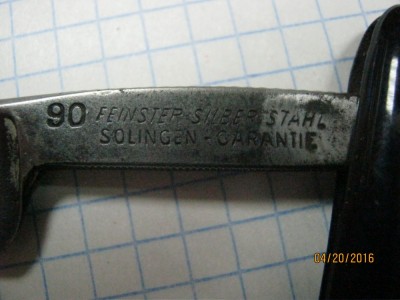 90 FEINSTER SILBER STAHL
SOLINGEN - GARANTIE
04/20/2016